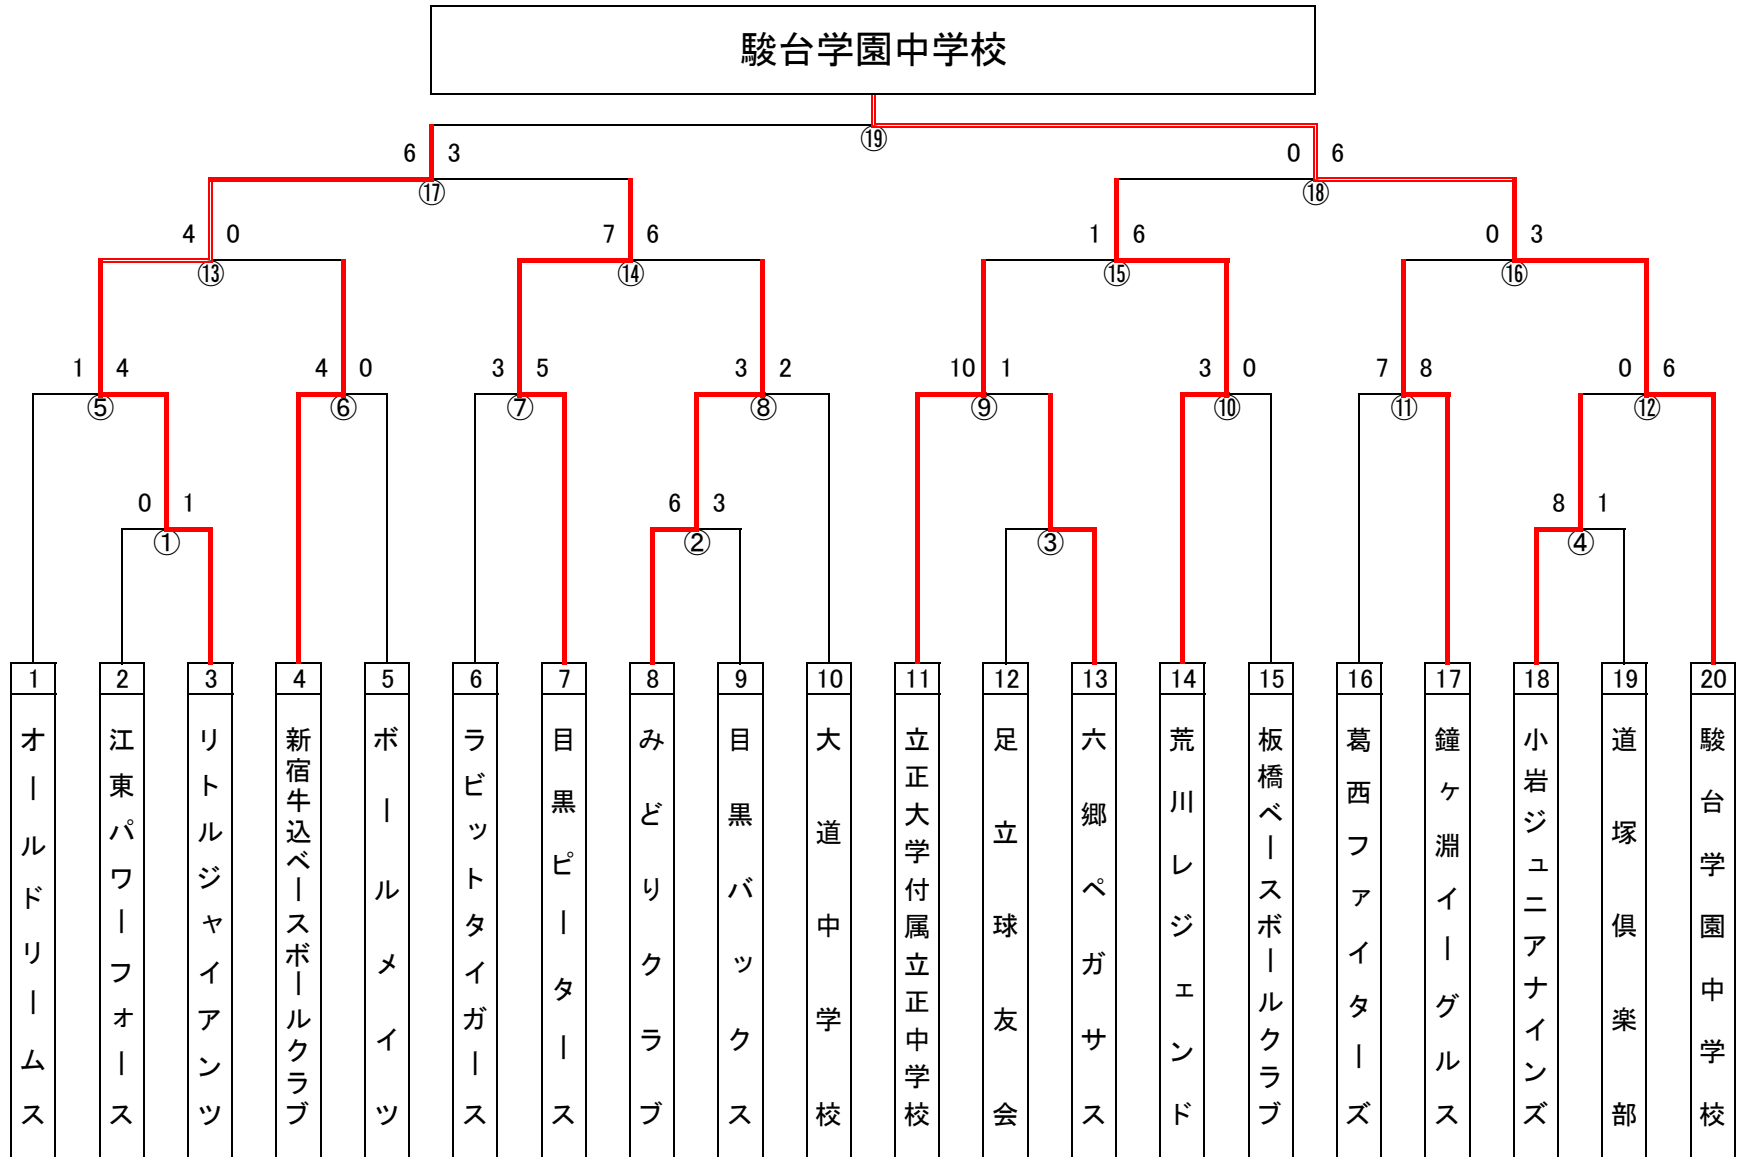 駿台学園中学校
⑲
6 3
0 6
⑰
⑱
4 0
7 6
1 6
0 3
⑬
⑭
⑮
⑯
1 4
4 0
3 5
3 2
10 1
3 0
7 8
0 6
⑤
⑥
⑦
⑧
⑨
⑩
⑪
⑫
0 1
6 3
8 1
①
②
③
④
1
2
3
4
5
6
7
8
9
10
11
12
13
14
15
16
17
18
19
20
オールドリームス
江東パワーフォース
リトルジャイアンツ
新宿牛込ベースボールクラブ
ボールメイツ
ラビットタイガース
目黒ピータース
みどりクラブ
目黒バックス
大道中学校
立正大学付属立正中学校
足立球友会
六郷ペガサス
荒川レジェンド
板橋ベースボールクラブ
葛西ファイターズ
鐘ヶ淵イーグルス
小岩ジュニアナインズ
道塚倶楽部
駿台学園中学校